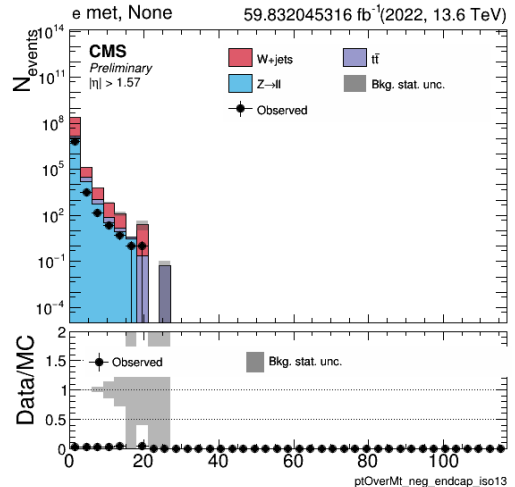 e met, None
59.832045316 fb⁻¹(2022, 13.6 TeV)
CMS
Preliminary
|η| > 1.57
W+jets
tt̄
Z→ll
Bkg. stat. unc.
Observed
N_events
10¹⁴
10¹¹
10⁸
10⁵
10²
10⁻¹
10⁻⁴
Data/MC
Observed
Bkg. stat. unc.
2
1.5
1
0.5
0
0 20 40 60 80 100
ptOverMt_neg_endcap_iso13